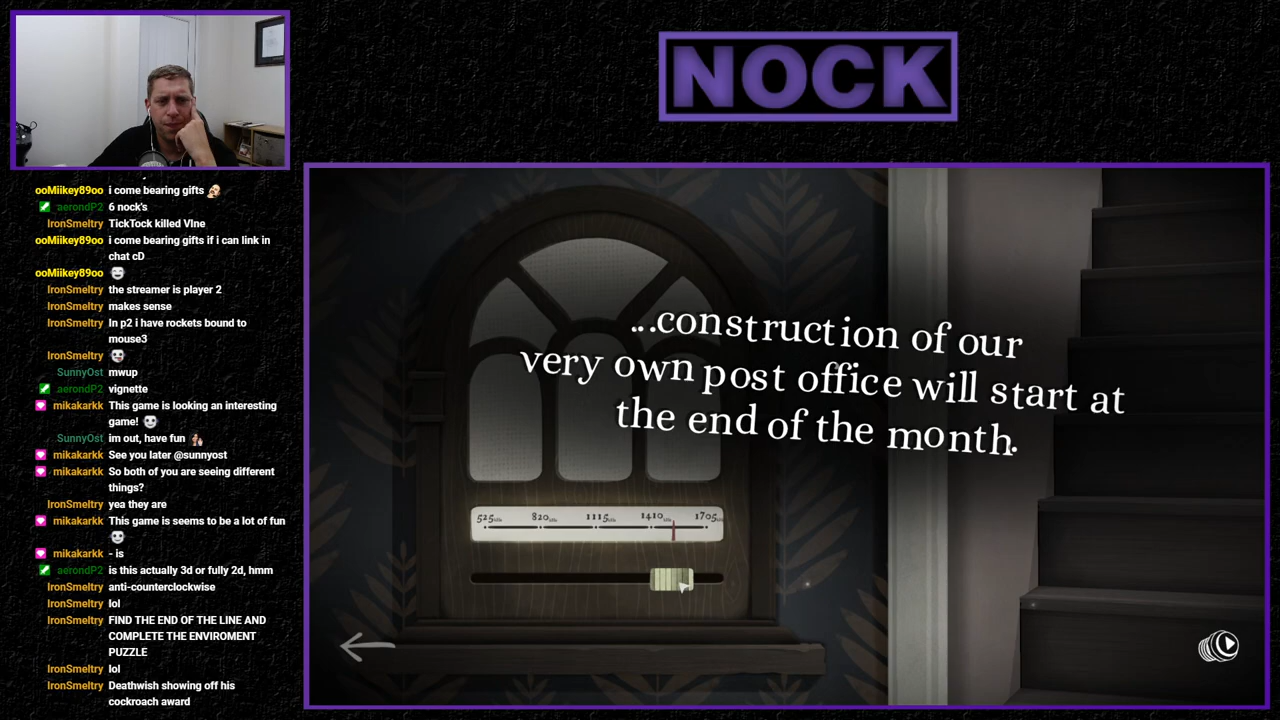 NOCK
ooMiikey89oo i come bearing gifts
aerondP2 6 nock's
IronSmeltry TickTock killed VIne
ooMiikey89oo i come bearing gifts if i can link in
chat cD
ooMiikey89oo
IronSmeltry the streamer is player 2
IronSmeltry makes sense
IronSmeltry In p2 i have rockets bound to
mouse3
IronSmeltry
SunnyOst mwup
aerondP2 vignette
mikakarkk This game is looking an interesting
game!
SunnyOst im out, have fun
mikakarkk See you later @sunnyost
mikakarkk So both of you are seeing different
things?
IronSmeltry yea they are
mikakarkk This game is seems to be a lot of fun
mikakarkk - is
aerondP2 is this actually 3d or fully 2d, hmm
IronSmeltry anti-counterclockwise
IronSmeltry lol
IronSmeltry FIND THE END OF THE LINE AND
COMPLETE THE ENVIROMENT
PUZZLE
IronSmeltry lol
IronSmeltry Deathwish showing off his
cockroach award
...construction of our
very own post office will start at
the end of the month.
525 820 1115 1410 1705